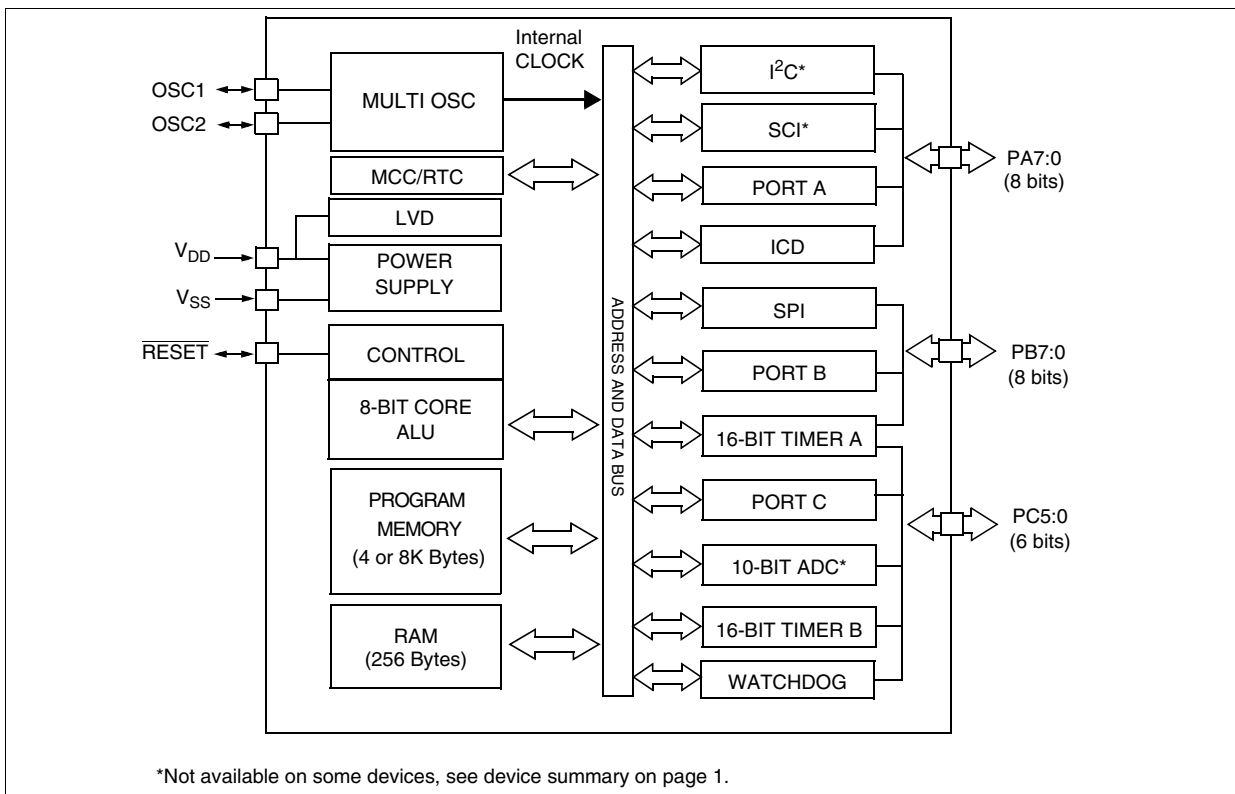 Internal
CLOCK
OSC1
OSC2
MULTI OSC
MCC/RTC
LVD
VDD
POWER
SUPPLY
VSS
RESET
CONTROL
8-BIT CORE
ALU
PROGRAM
MEMORY
(4 or 8K Bytes)
RAM
(256 Bytes)
ADDRESS AND DATA BUS
I2C*
SCI*
PORT A
ICD
PA7:0
(8 bits)
SPI
PORT B
16-BIT TIMER A
PB7:0
(8 bits)
PORT C
10-BIT ADC*
16-BIT TIMER B
WATCHDOG
PC5:0
(6 bits)
*Not available on some devices, see device summary on page 1.